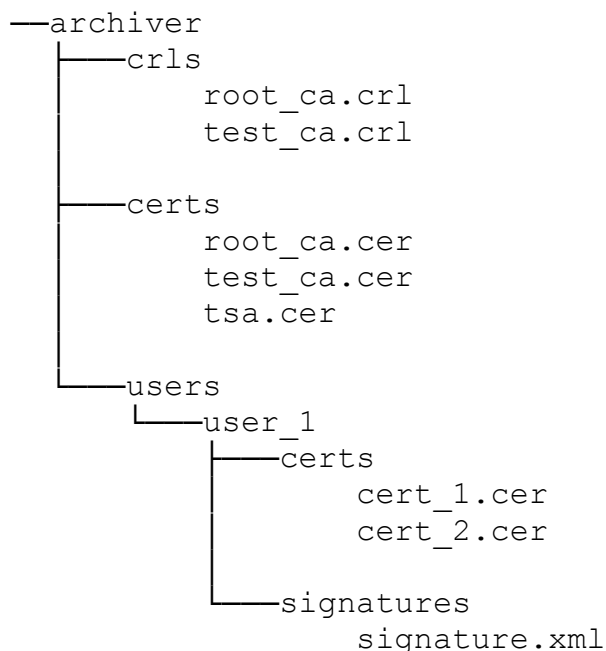 archiver
crls
root_ca.crl
test_ca.crl
certs
root_ca.cer
test_ca.cer
tsa.cer
users
user_1
certs
cert_1.cer
cert_2.cer
signatures
signature.xml